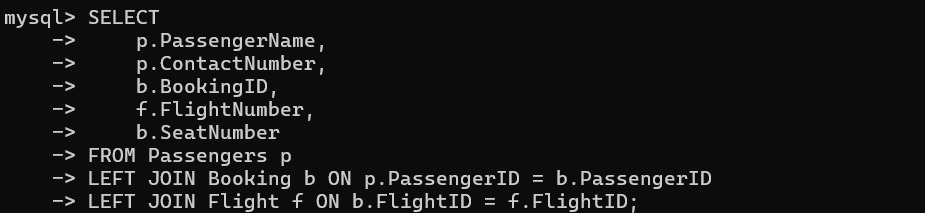 mysql> SELECT
    ->     p.PassengerName,
    ->     p.ContactNumber,
    ->     b.BookingID,
    ->     f.FlightNumber,
    ->     b.SeatNumber
    -> FROM Passengers p
    -> LEFT JOIN Booking b ON p.PassengerID = b.PassengerID
    -> LEFT JOIN Flight f ON b.FlightID = f.FlightID;